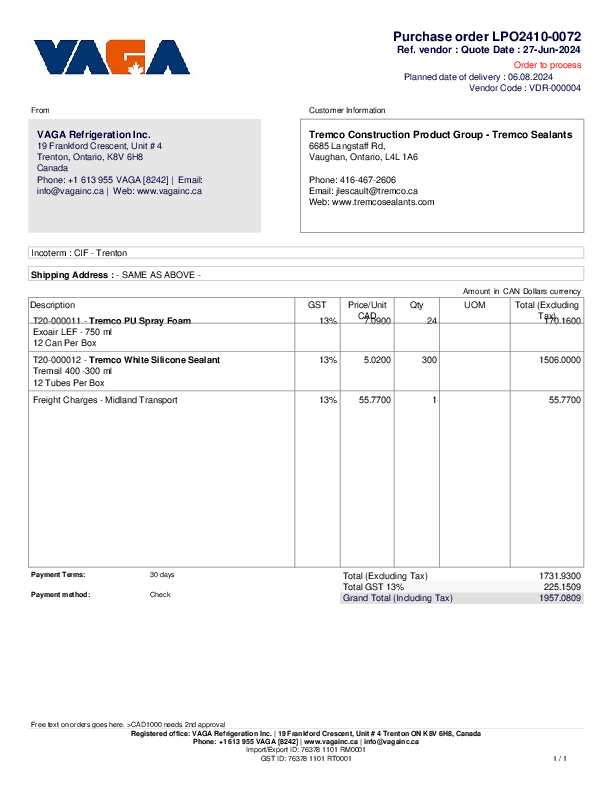 VAGA
Purchase order LPO2410-0072
Ref. vendor : Quote Date : 27-Jun-2024
Order to process
Planned date of delivery : 06.08.2024
Vendor Code : VDR-000004
From
Customer Information
VAGA Refrigeration Inc.
19 Frankford Crescent, Unit # 4
Trenton, Ontario, K8V 6H8
Canada
Phone: +1 613 955 VAGA [8242] | Email:
info@vagainc.ca | Web: www.vagainc.ca
Tremco Construction Product Group - Tremco Sealants
6685 Langstaff Rd,
Vaughan, Ontario, L4L 1A6
Phone: 416-467-2606
Email: jlescault@tremco.ca
Web: www.tremcosealants.com
Incoterm : CIF - Trenton
Shipping Address : - SAME AS ABOVE -
Amount in CAN Dollars currency
Description GST Price/Unit CAD Qty UOM Total (Excluding Tax)
T20-000011 - Tremco PU Spray Foam 13% 7.0900 24 170.1600
Exoair LEF - 750 ml
12 Can Per Box
T20-000012 - Tremco White Silicone Sealant 13% 5.0200 300 1506.0000
Tremsil 400 -300 ml
12 Tubes Per Box
Freight Charges - Midland Transport 13% 55.7700 1 55.7700
Payment Terms: 30 days
Payment method: Check
Total (Excluding Tax) 1731.9300
Total GST 13% 225.1509
Grand Total (Including Tax) 1957.0809
Free text on orders goes here. >CAD1000 needs 2nd approval
Registered office: VAGA Refrigeration Inc. | 19 Frankford Crescent, Unit # 4 Trenton ON K8V 6H8, Canada
Phone: +1 613 955 VAGA [8242] | www.vagainc.ca | info@vagainc.ca
Import/Export ID: 76378 1101 RM0001
GST ID: 76378 1101 RT0001
1 / 1